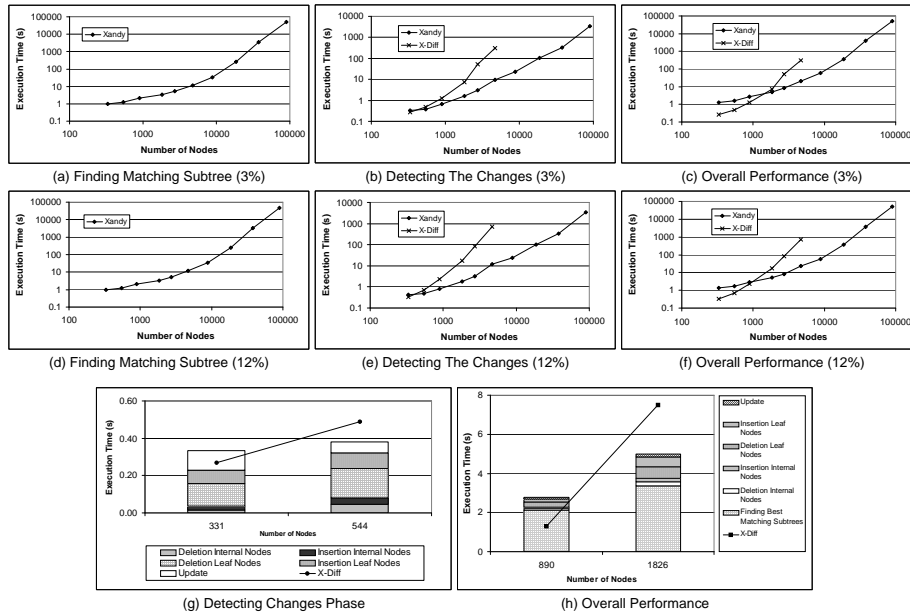 100000
10000
1000
100
10
1
0.1
Execution Time (s)
Xandy
100 1000 10000 100000
Number of Nodes
(a) Finding Matching Subtree (3%)
100000
10000
1000
100
10
1
0.1
Execution Time (s)
Xandy
X-Diff
100 1000 10000 100000
Number of Nodes
(b) Detecting The Changes (3%)
100000
10000
1000
100
10
1
0.1
Execution Time (s)
Xandy
X-Diff
100 1000 10000 100000
Number of Nodes
(c) Overall Performance (3%)
100000
10000
1000
100
10
1
0.1
Execution Time (s)
Xandy
100 1000 10000 100000
Number of Nodes
(d) Finding Matching Subtree (12%)
100000
10000
1000
100
10
1
0.1
Execution Time (s)
Xandy
X-Diff
100 1000 10000 100000
Number of Nodes
(e) Detecting The Changes (12%)
100000
10000
1000
100
10
1
0.1
Execution Time (s)
Xandy
X-Diff
100 1000 10000 100000
Number of Nodes
(f) Overall Performance (12%)
0.60
0.40
0.20
0.00
Execution Time (s)
331 544
Number of Nodes
Deletion Internal Nodes Insertion Internal Nodes
Deletion Leaf Nodes Insertion Leaf Nodes
Update X-Diff
(g) Detecting Changes Phase
8
6
4
2
0
Execution Time (s)
890 1826
Number of Nodes
Update
Insertion Leaf
Nodes
Deletion Leaf
Nodes
Insertion Internal
Nodes
Deletion Internal
Nodes
Finding Best
Matching Subtrees
X-Diff
(h) Overall Performance